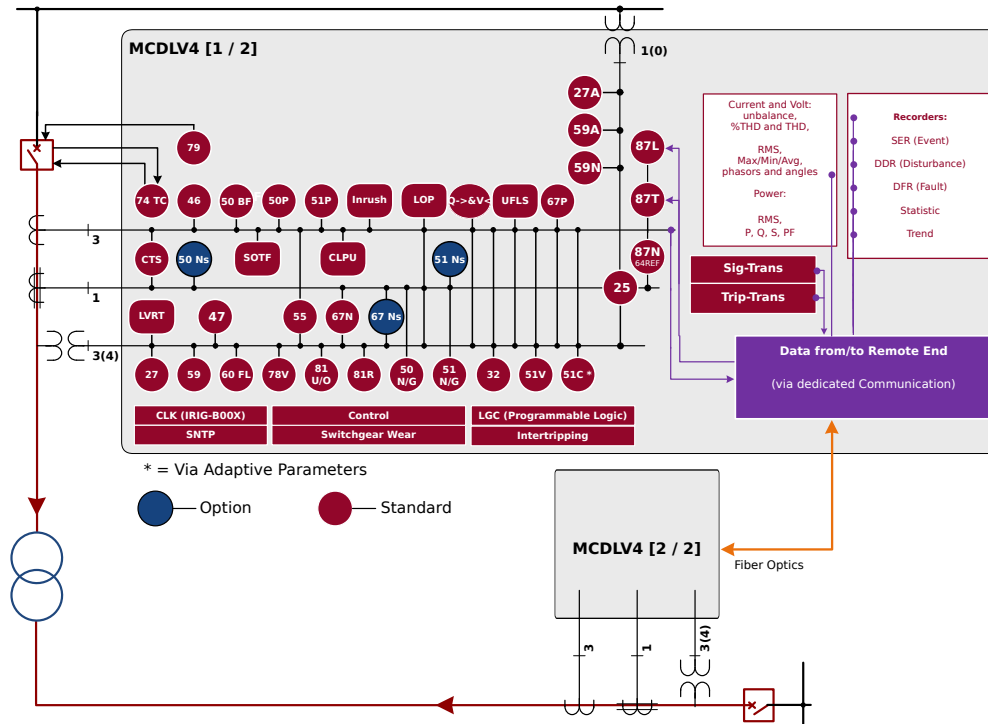 MCDLV4 [1 / 2]
1(0)
27A
59A
59N
79
87L
87T
87N
64REF
25
Current and Volt:
unbalance,
%THD and THD,
RMS,
Max/Min/Avg,
phasors and angles
Power:
RMS,
P, Q, S, PF
Recorders:
SER (Event)
DDR (Disturbance)
DFR (Fault)
Statistic
Trend
74 TC
46
50 BF
50P
51P
Inrush
LOP
Q->&V<
UFLS
67P
3
CTS
50 Ns
SOTF
CLPU
51 Ns
1
Sig-Trans
Trip-Trans
LVRT
47
55
67N
67 Ns
3(4)
27
59
60 FL
78V
81
U/O
81R
50
N/G
51
N/G
32
51V
51C *
Data from/to Remote End
(via dedicated Communication)
CLK (IRIG-B00X)
Control
LGC (Programmable Logic)
SNTP
Switchgear Wear
Intertripping
* = Via Adaptive Parameters
Option
Standard
MCDLV4 [2 / 2]
Fiber Optics
3
1
3(4)